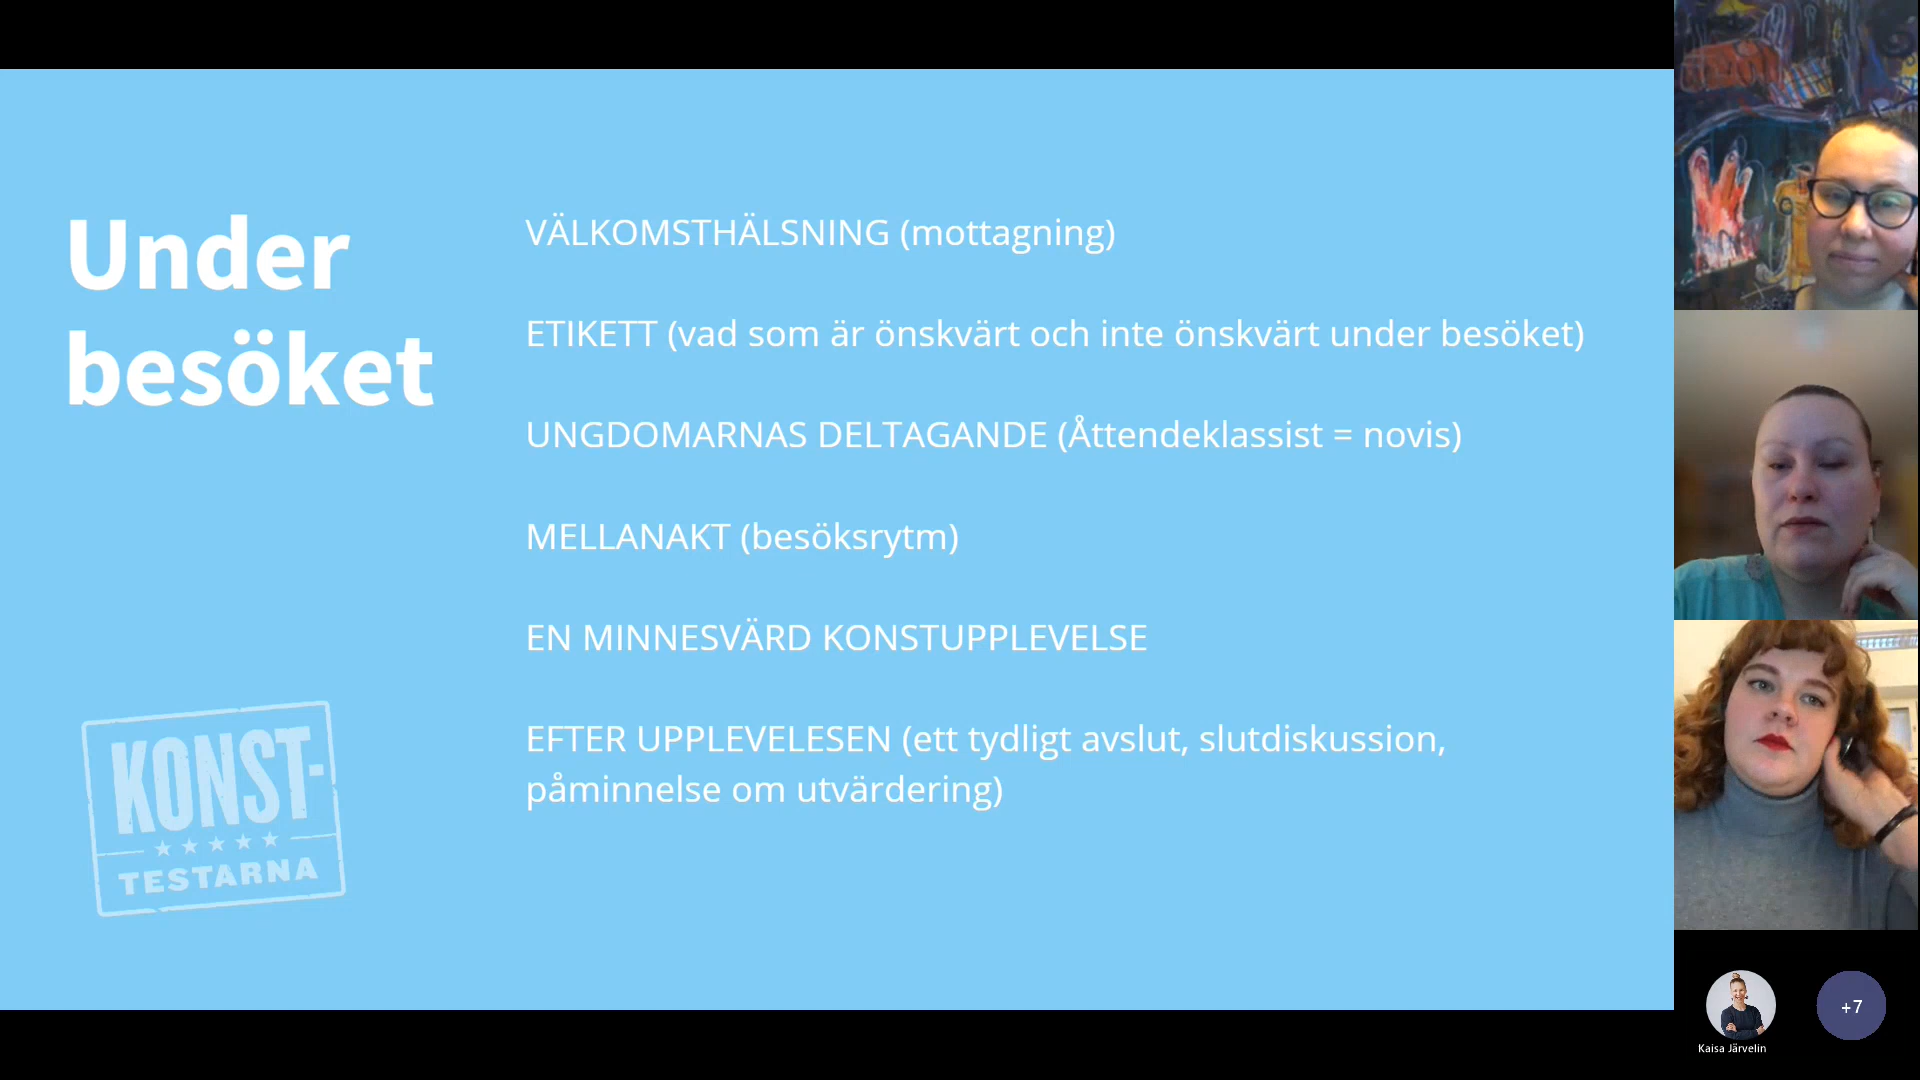 Under
besöket
VÄLKOMSTHÄLSNING (mottagning)
ETIKETT (vad som är önskvärt och inte önskvärt under besöket)
UNGDOMARNAS DELTAGANDE (Åttendeklassist = novis)
MELLANAKT (besöksrytm)
EN MINNESVÄRD KONSTUPPLEVELSE
EFTER UPPLEVELESEN (ett tydligt avslut, slutdiskussion,
påminnelse om utvärdering)
KONST-
TESTARNA
+7
Kaisa Järvelin